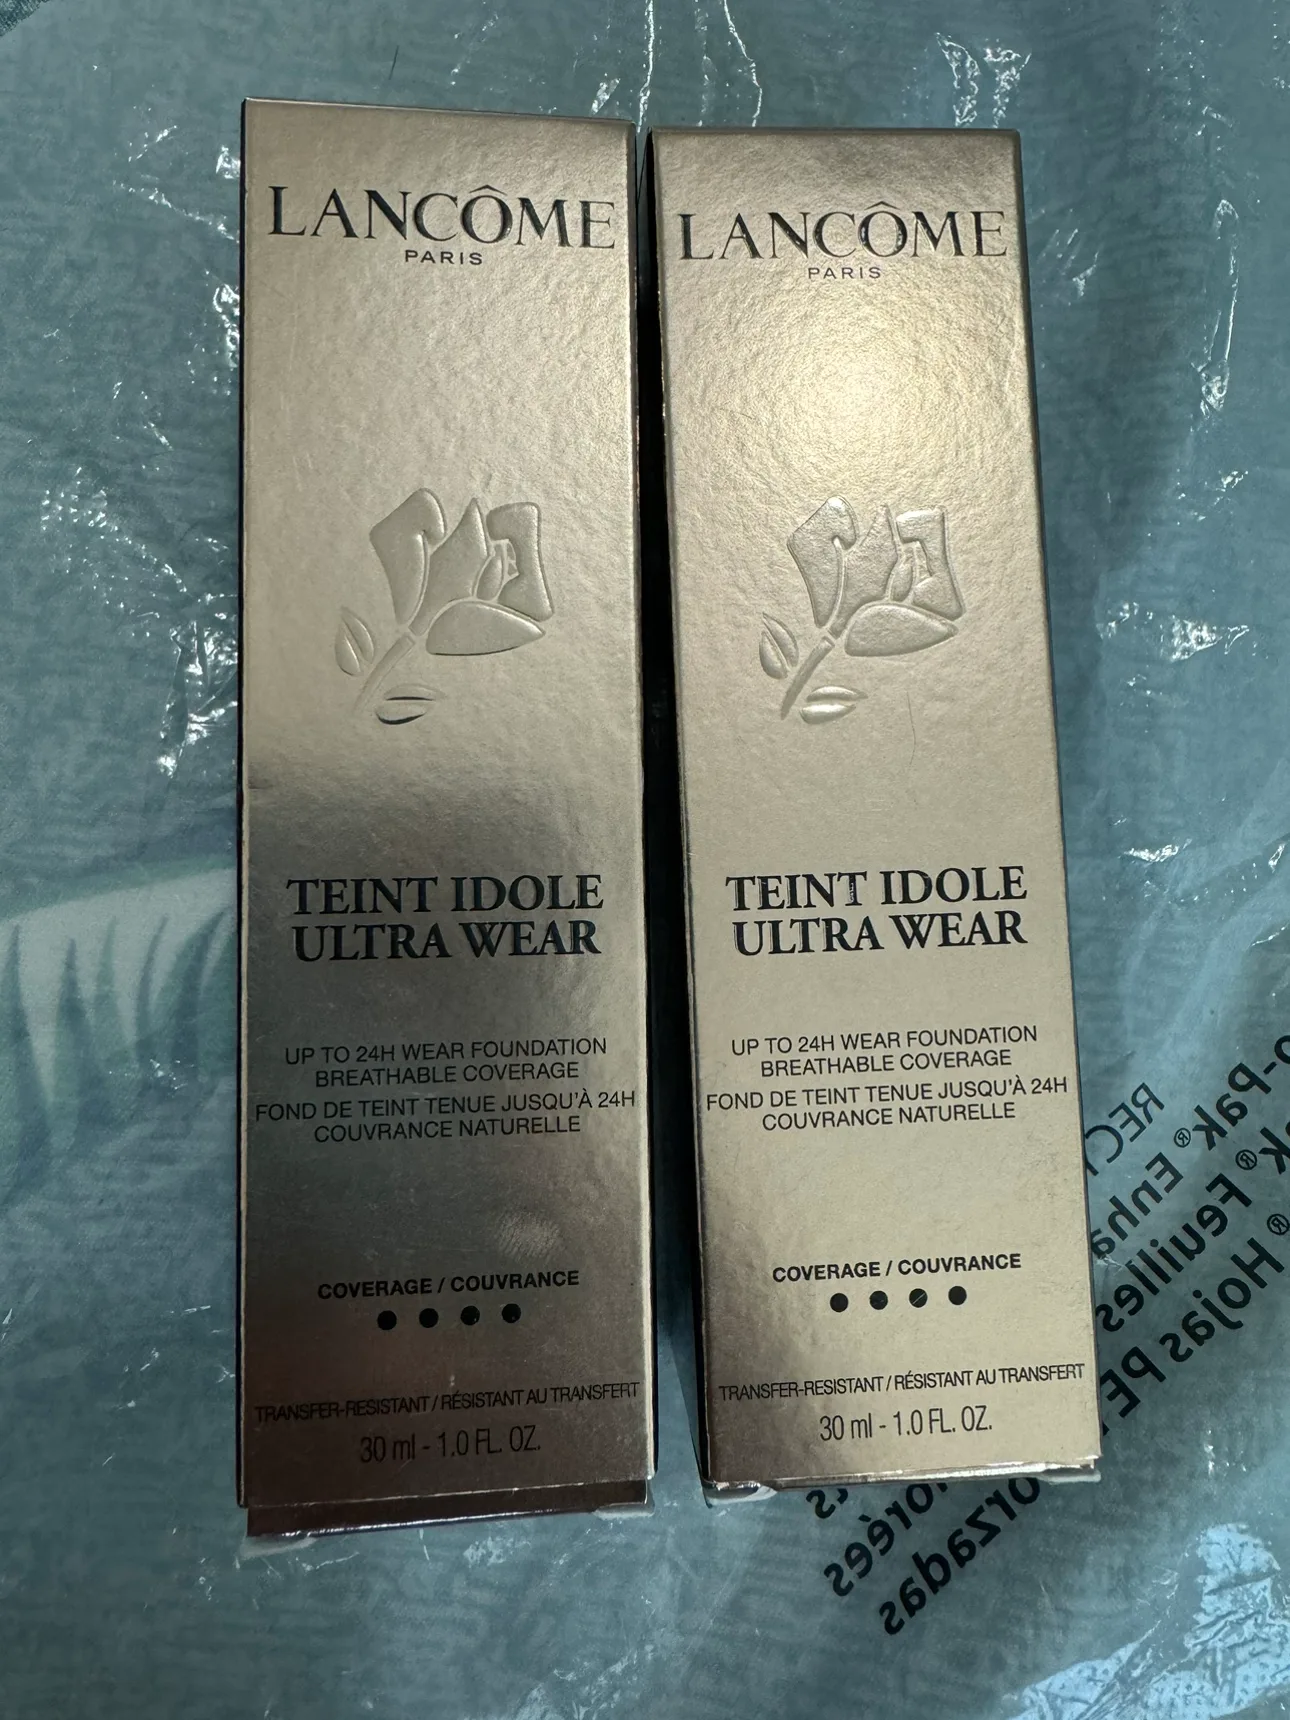 LANCÔME
PARIS
TEINT IDOLE
ULTRA WEAR
UP TO 24H WEAR FOUNDATION
BREATHABLE COVERAGE
FOND DE TEINT TENUE JUSQU'À 24H
COUVRANCE NATURELLE
COVERAGE / COUVRANCE
TRANSFER-RESISTANT / RÉSISTANT AU TRANSFERT
30 ml - 1.0 FL. OZ.
LANCÔME
PARIS
TEINT IDOLE
ULTRA WEAR
UP TO 24H WEAR FOUNDATION
BREATHABLE COVERAGE
FOND DE TEINT TENUE JUSQU'À 24H
COUVRANCE NATURELLE
COVERAGE / COUVRANCE
TRANSFER-RESISTANT / RÉSISTANT AU TRANSFERT
30 ml - 1.0 FL. OZ.
® Feuilles
® Hojas PE